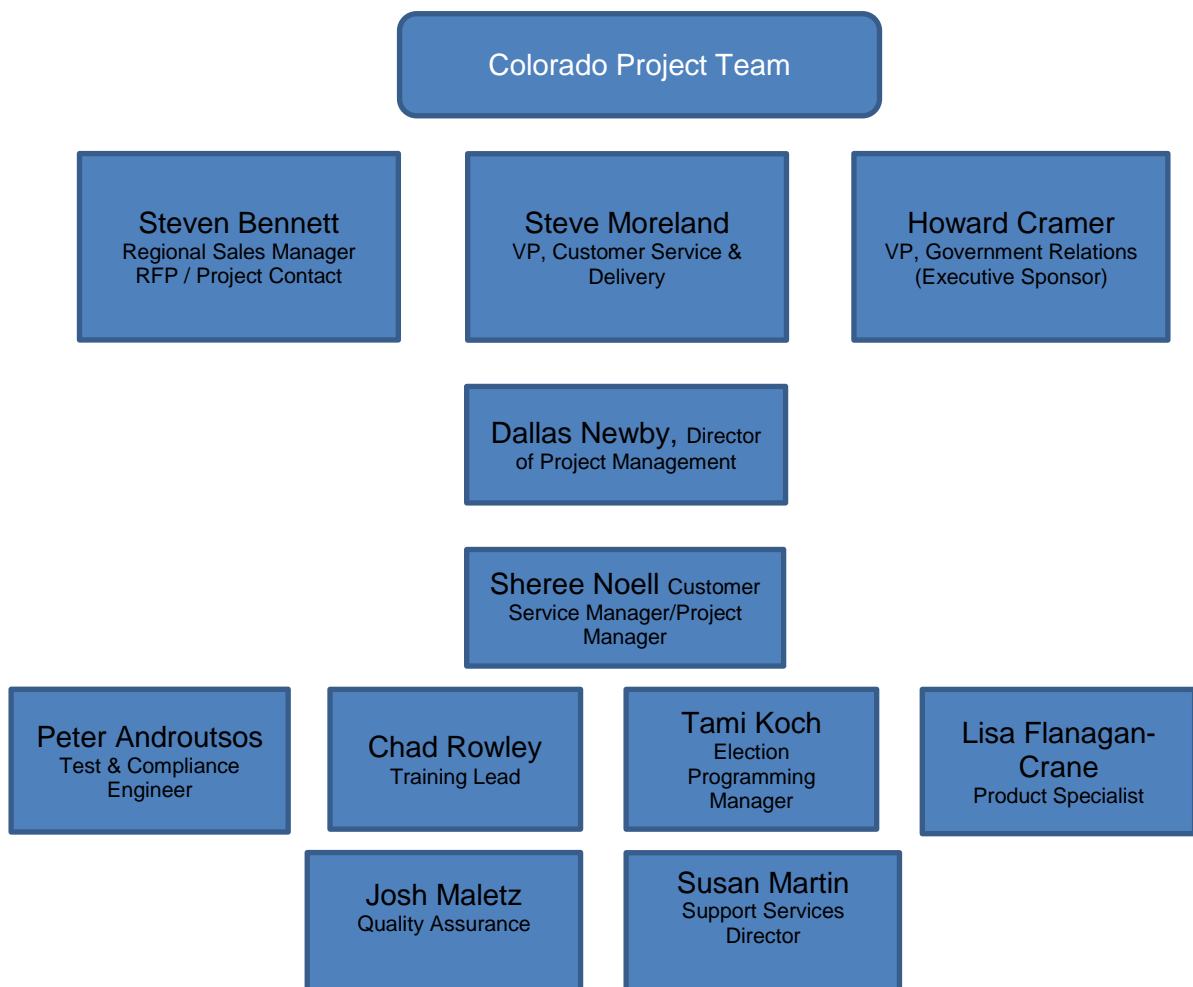 Colorado Project Team
Steven Bennett
Regional Sales Manager
RFP / Project Contact
Steve Moreland
VP, Customer Service &
Delivery
Howard Cramer
VP, Government Relations
(Executive Sponsor)
Dallas Newby, Director
of Project Management
Sheree Noell Customer
Service Manager/Project
Manager
Peter Androutsos
Test & Compliance
Engineer
Chad Rowley
Training Lead
Tami Koch
Election
Programming
Manager
Lisa Flanagan-
Crane
Product Specialist
Josh Maletz
Quality Assurance
Susan Martin
Support Services
Director